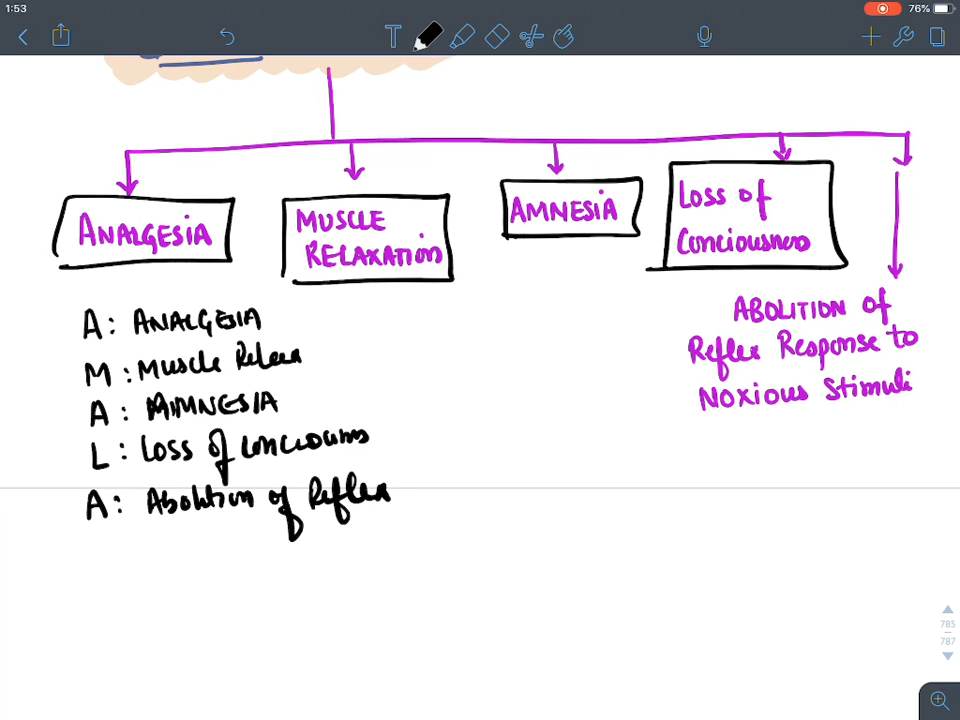 1:53
76%
T
ANALGESIA
MUSCLE
RELAXATION
AMNESIA
Loss of
Conciousness
ABOLITION of
Reflex Response to
Noxious Stimuli
A: ANALGESIA
M: Muscle Relax
A: AMNESIA
L: Loss of
A: Abolition of Reflex
785
787